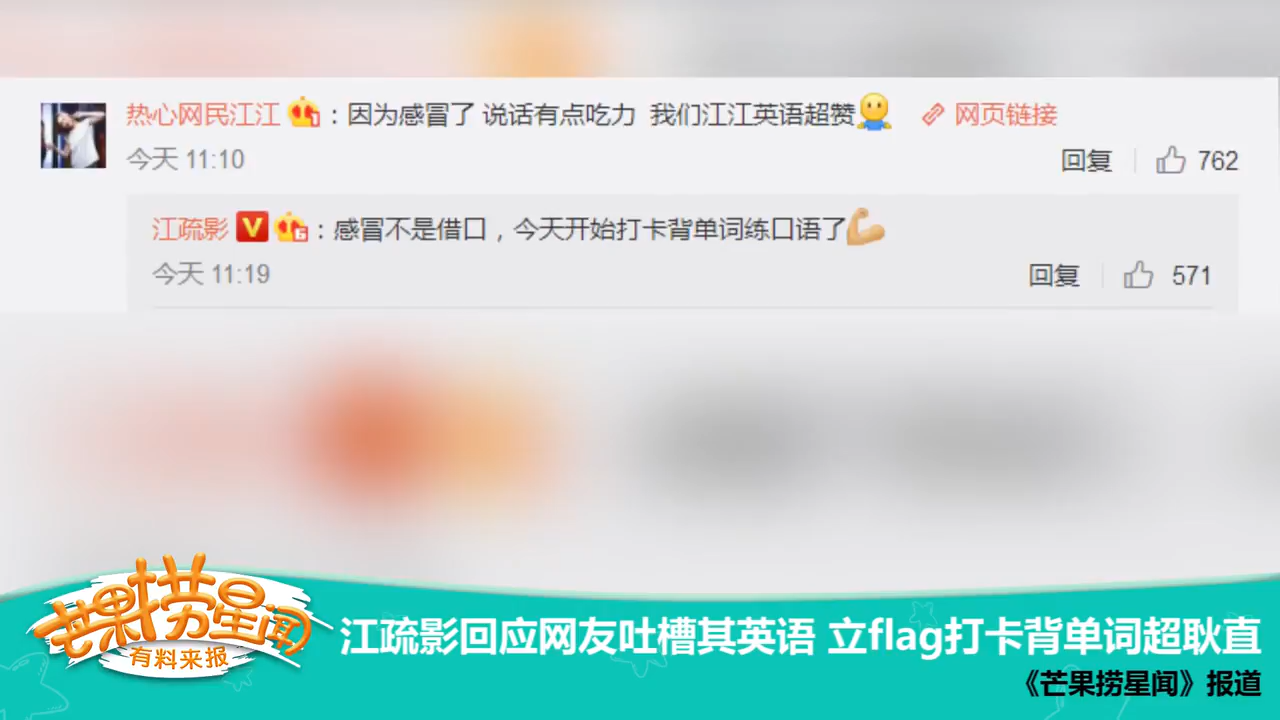 热心网民江江：因为感冒了 说话有点吃力 我们江江英语超赞 网页链接
今天 11:10
回复 762
江疏影 V：感冒不是借口，今天开始打卡背单词练口语了
今天 11:19
回复 571
芒果捞星闻
有料来报
江疏影回应网友吐槽其英语 立flag打卡背单词超耿直
《芒果捞星闻》报道